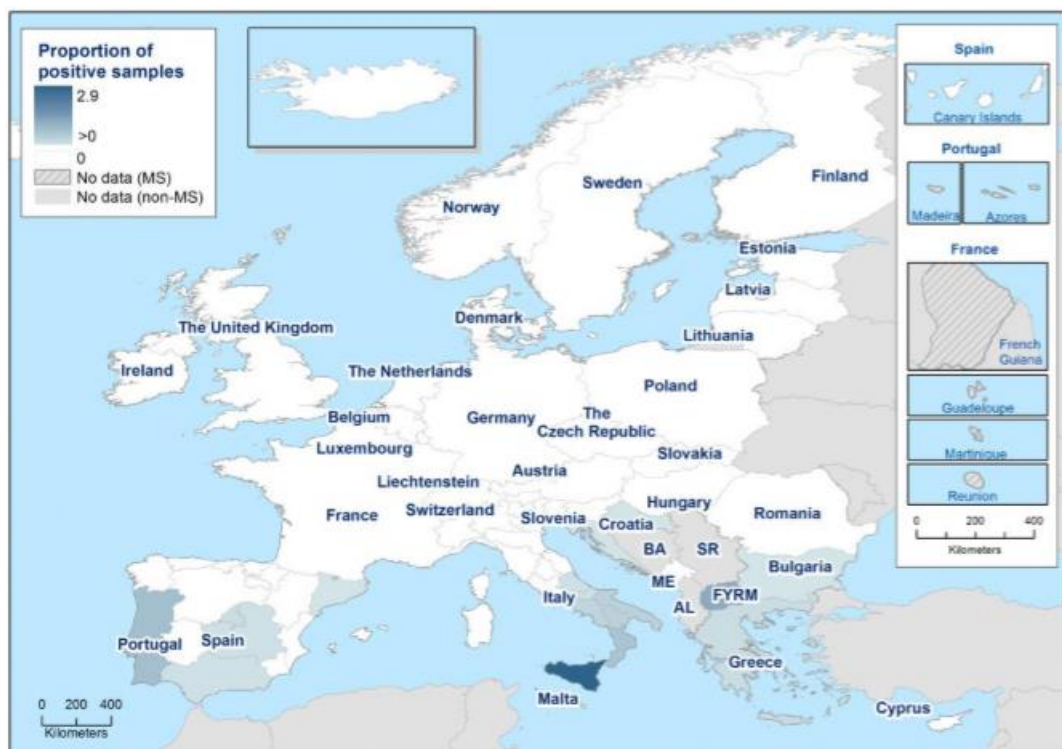 Proportion of
positive samples
2.9
>0
0
No data (MS)
No data (non-MS)
Norway
Sweden
Finland
Estonia
Latvia
Lithuania
Denmark
The United Kingdom
Ireland
The Netherlands
Belgium
Luxembourg
Germany
Poland
The
Czech Republic
Slovakia
Liechtenstein
Austria
France
Switzerland
Slovenia
Hungary
Croatia
Romania
BA
SR
ME
Bulgaria
Italy
AL
FYRM
Portugal
Spain
Greece
Malta
Cyprus
40 0 200 400
Kilometers
Spain
Canary Islands
Portugal
Madeira
Azores
France
French
Guiana
Guadeloupe
Martinique
Reunion
0 200 400
Kilometers